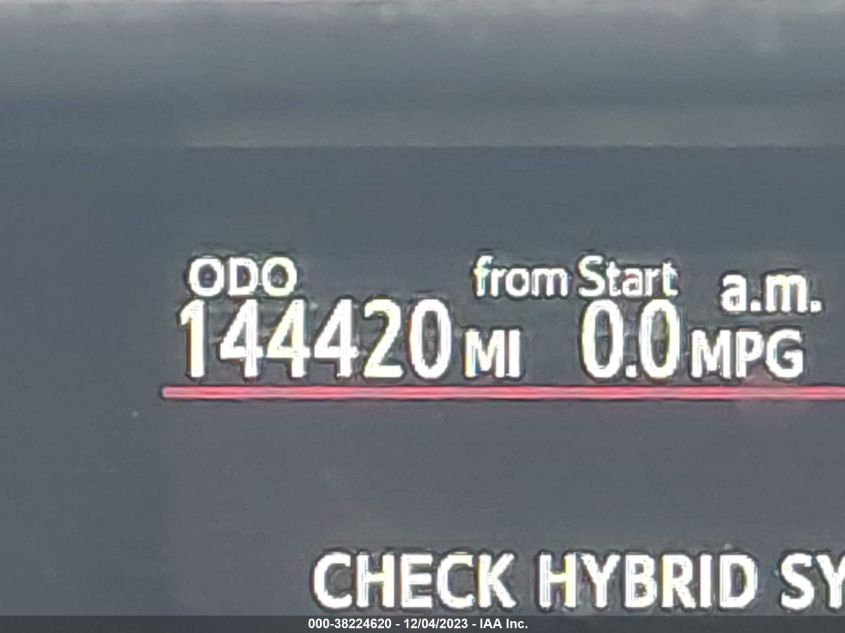 ODO from Start a.m.
144420 MI 0.0 MPG
CHECK HYBRID SY
000-38224620 - 12/04/2023 - IAA Inc.